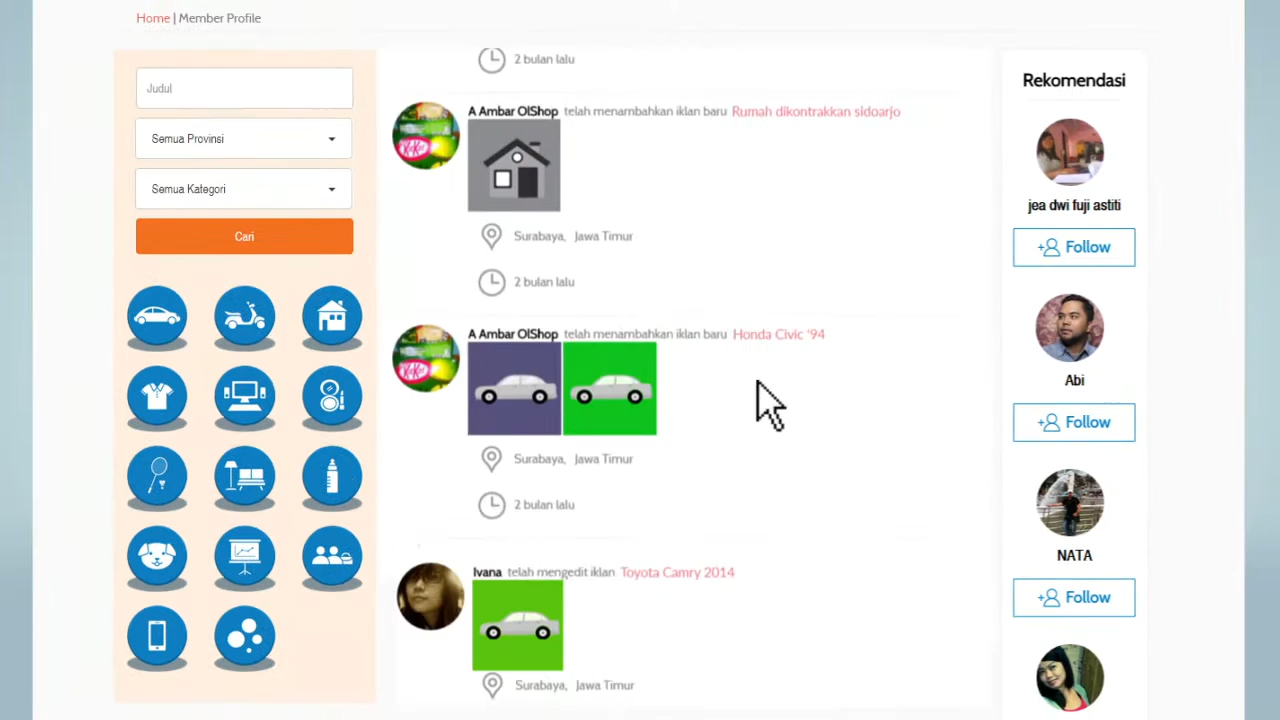 Home | Member Profile
Judul
Semua Provinsi
Semua Kategori
Cari
2 bulan lalu
A Ambar OlShop telah menambahkan iklan baru Rumah dikontrakkan sidoarjo
Surabaya, Jawa Timur
2 bulan lalu
A Ambar OlShop telah menambahkan iklan baru Honda Civic '94
Surabaya, Jawa Timur
2 bulan lalu
Ivana telah mengedit iklan Toyota Camry 2014
Surabaya, Jawa Timur
Rekomendasi
jea dwi fuji astiti
Follow
Abi
Follow
NATA
Follow